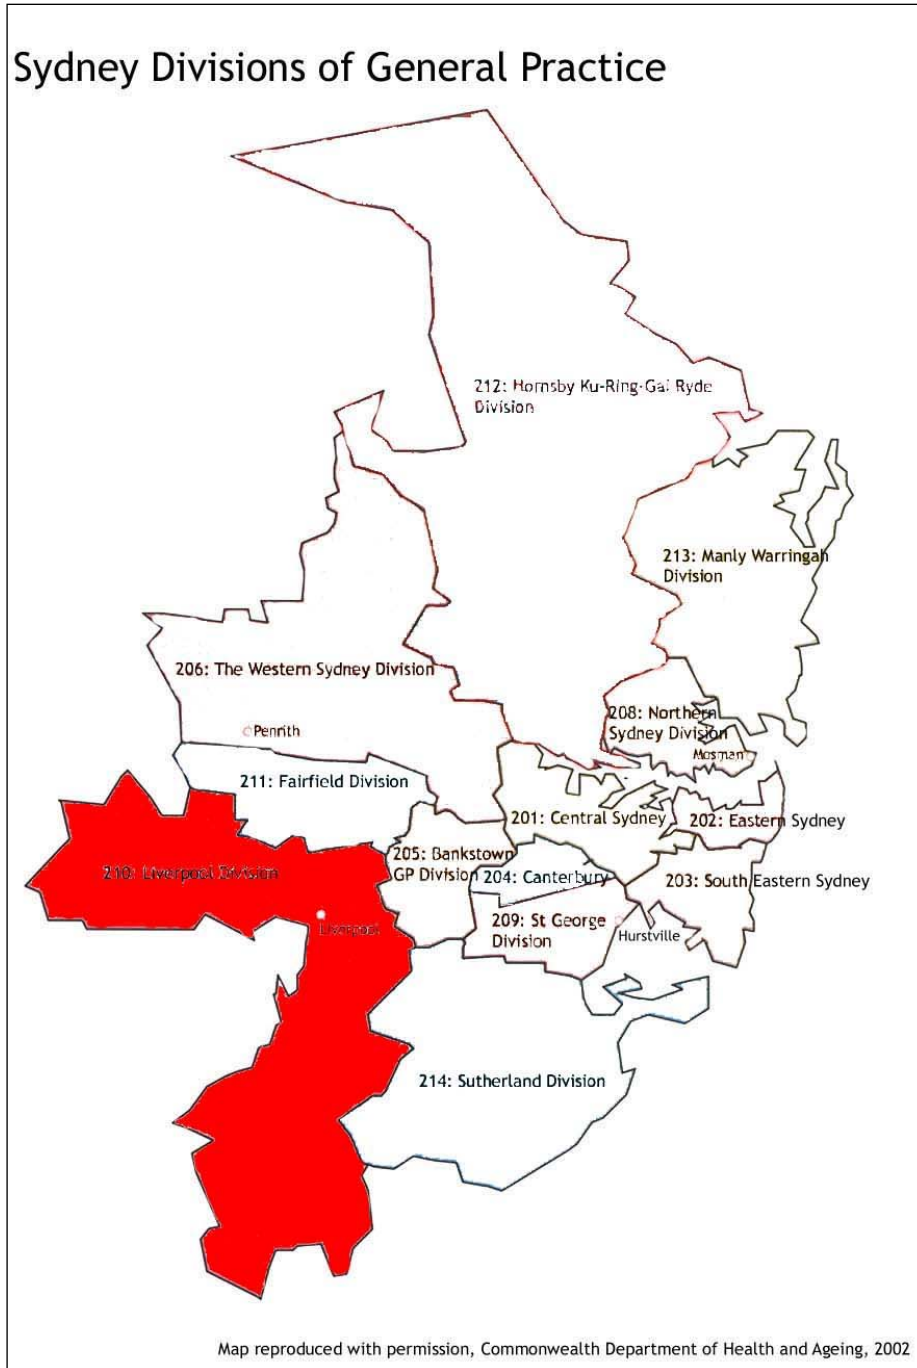 Sydney Divisions of General Practice
212: Hornsby Ku-Ring-Gai Ryde
Division
213: Manly Warringah
Division
206: The Western Sydney Division
208: Northern
Sydney Division
Penrith
Mosman
211: Fairfield Division
201: Central Sydney
202: Eastern Sydney
205: Bankstown
GP Division
210: Liverpool Division
204: Canterbury
203: South Eastern Sydney
209: St George
Division
Liverpool
Hurstville
214: Sutherland Division
Map reproduced with permission, Commonwealth Department of Health and Ageing, 2002